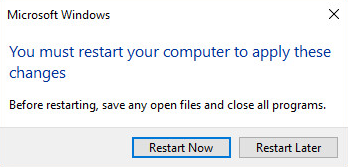 Microsoft Windows
You must restart your computer to apply these
changes
Before restarting, save any open files and close all programs.
Restart Now
Restart Later